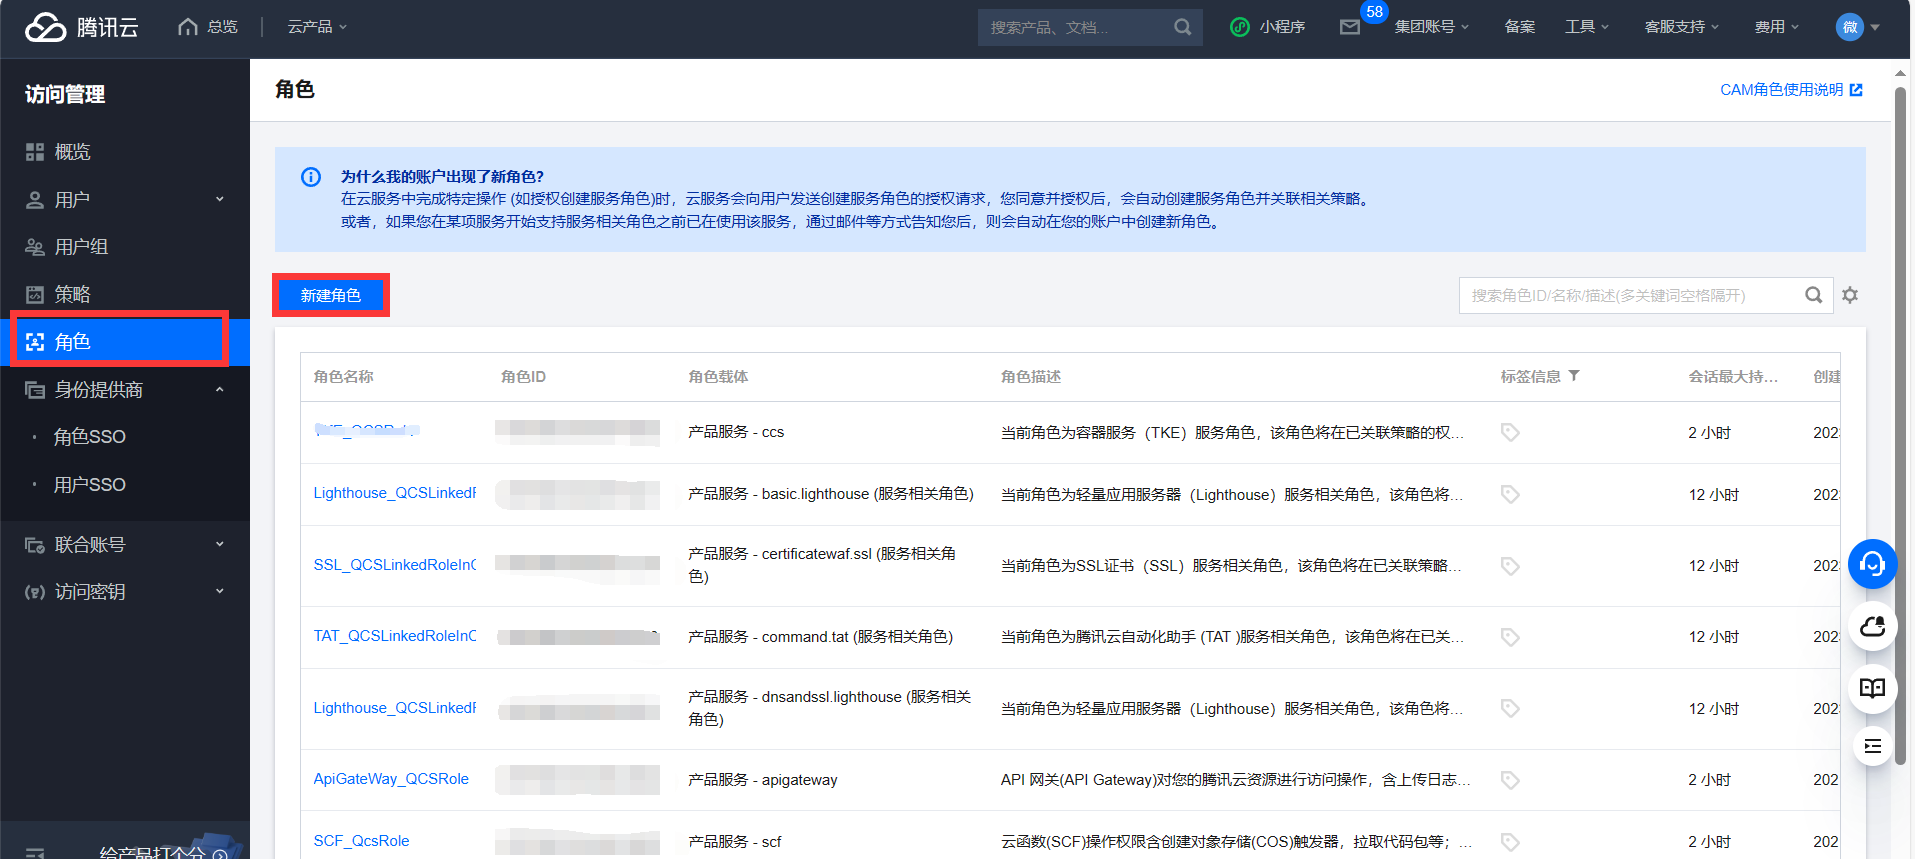 腾讯云
总览
云产品
搜索产品、文档...
小程序
58
集团账号
备案
工具
客服支持
费用
微
访问管理
概览
用户
用户组
策略
角色
身份提供商
角色SSO
用户SSO
联合账号
访问密钥
给产品打个分
角色
CAM角色使用说明
为什么我的账户出现了新角色?
在云服务中完成特定操作 (如授权创建服务角色)时，云服务会向用户发送创建服务角色的授权请求，您同意并授权后，会自动创建服务角色并关联相关策略。
或者，如果您在某项服务开始支持服务相关角色之前已在使用该服务，通过邮件等方式告知您后，则会自动在您的账户中创建新角色。
新建角色
搜索角色ID/名称/描述(多关键词空格隔开)
角色名称 角色ID 角色载体 角色描述 标签信息 会话最大持... 创建
产品服务 - ccs 当前角色为容器服务（TKE）服务角色，该角色将在已关联策略的权... 2 小时 202
Lighthouse_QCSLinkedF 产品服务 - basic.lighthouse (服务相关角色) 当前角色为轻量应用服务器（Lighthouse）服务相关角色，该角色将... 12 小时 202
SSL_QCSLinkedRoleInC 产品服务 - certificatewaf.ssl (服务相关角
色) 当前角色为SSL证书（SSL）服务相关角色，该角色将在已关联策略... 12 小时 202
TAT_QCSLinkedRoleInC 产品服务 - command.tat (服务相关角色) 当前角色为腾讯云自动化助手 (TAT )服务相关角色，该角色将在已关... 12 小时 202
Lighthouse_QCSLinkedF 产品服务 - dnsandssl.lighthouse (服务相关
角色) 当前角色为轻量应用服务器（Lighthouse）服务相关角色，该角色将... 12 小时 202
ApiGateWay_QCSRole 产品服务 - apigateway API 网关(API Gateway)对您的腾讯云资源进行访问操作，含上传日志... 2 小时 202
SCF_QcsRole 产品服务 - scf 云函数(SCF)操作权限含创建对象存储(COS)触发器，拉取代码包等；... 2 小时 202